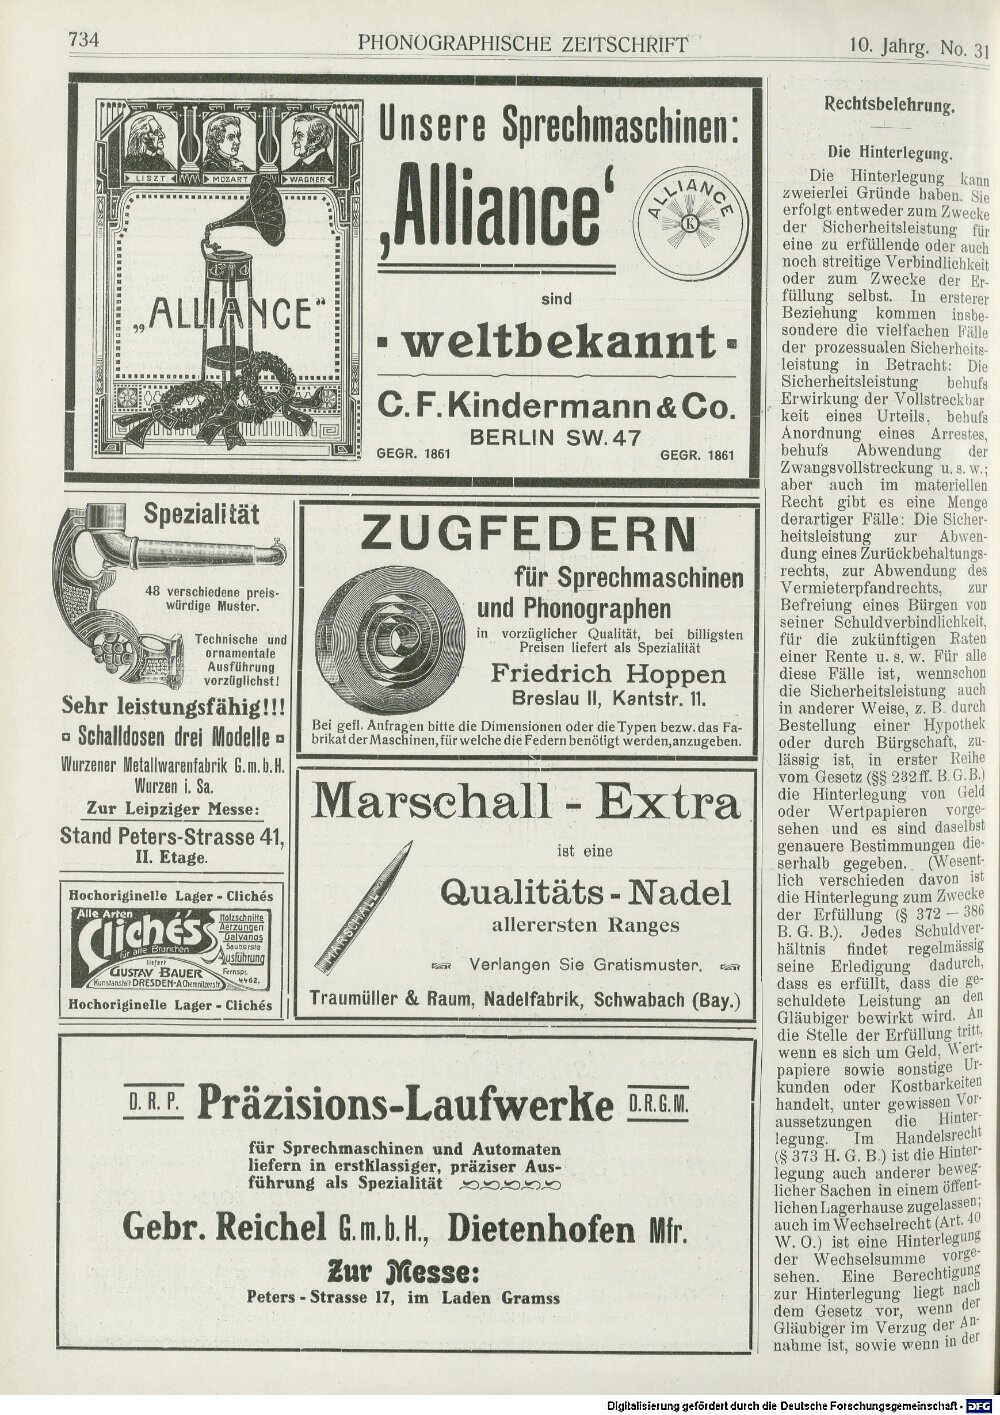 734
PHONOGRAPHISCHE ZEITSCHRIFT
10. Jahrg. No. 31
LISZT
MOZART
WAGNER
„ALLIANCE“
Unsere Sprechmaschinen:
‚Alliance‘
ALLIANCE
K
sind
weltbekannt
C. F. Kindermann & Co.
BERLIN SW. 47
GEGR. 1861
GEGR. 1861
Spezialität
48 verschiedene preis-
würdige Muster.
Technische und
ornamentale
Ausführung
vorzüglichst!
Sehr leistungsfähig!!!
Schalldosen drei Modelle
Wurzener Metallwarenfabrik G. m. b. H.
Wurzen i. Sa.
Zur Leipziger Messe:
Stand Peters-Strasse 41,
II. Etage.
Hochoriginelle Lager - Clichés
Alle Arten
Clichés
für alle Branchen
Holzschnitte
Aetzungen
Galvanos
Sauberste
Ausführung
liefert
GUSTAV BAUER
Kunstanstalt DRESDEN-A Chemnitzerstr.
Fernspr.
4462.
Hochoriginelle Lager - Clichés
ZUGFEDERN
für Sprechmaschinen
und Phonographen
in vorzüglicher Qualität, bei billigsten
Preisen liefert als Spezialität
Friedrich Hoppen
Breslau II, Kantstr. 11.
Bei gefl. Anfragen bitte die Dimensionen oder die Typen bezw. das Fa-
brikat der Maschinen, für welche die Federn benötigt werden, anzugeben.
Marschall - Extra
MARSCHALL
ist eine
Qualitäts - Nadel
allerersten Ranges
Verlangen Sie Gratismuster.
Traumüller & Raum, Nadelfabrik, Schwabach (Bay.)
D. R. P. Präzisions-Laufwerke D. R. G. M.
für Sprechmaschinen und Automaten
liefern in erstklassiger, präziser Aus-
führung als Spezialität
Gebr. Reichel G. m. b. H., Dietenhofen Mfr.
Zur Messe:
Peters - Strasse 17, im Laden Gramss
Rechtsbelehrung.
Die Hinterlegung.
Die Hinterlegung kann
zweierlei Gründe haben. Sie
erfolgt entweder zum Zwecke
der Sicherheitsleistung für
eine zu erfüllende oder auch
noch streitige Verbindlichkeit
oder zum Zwecke der Er-
füllung selbst. In ersterer
Beziehung kommen insbe-
sondere die vielfachen Fälle
der prozessualen Sicherheits-
leistung in Betracht: Die
Sicherheitsleistung behufs
Erwirkung der Vollstreckbar
keit eines Urteils, behufs
Anordnung eines Arrestes,
behufs Abwendung der
Zwangsvollstreckung u. s. w.;
aber auch im materiellen
Recht gibt es eine Menge
derartiger Fälle: Die Sicher-
heitsleistung zur Abwen-
dung eines Zurückbehaltungs-
rechts, zur Abwendung des
Vermieterpfandrechts, zur
Befreiung eines Bürgen von
seiner Schuldverbindlichkeit,
für die zukünftigen Raten
einer Rente u. s. w. Für alle
diese Fälle ist, wennschon
die Sicherheitsleistung auch
in anderer Weise, z. B. durch
Bestellung einer Hypothek
oder durch Bürgschaft, zu-
lässig ist, in erster Reihe
vom Gesetz (§§ 232 ff. B. G. B.)
die Hinterlegung von Geld
oder Wertpapieren vorge-
sehen und es sind daselbst
genauere Bestimmungen die-
serhalb gegeben. (Wesent-
lich verschieden davon ist
die Hinterlegung zum Zwecke
der Erfüllung (§ 372 — 386
B. G. B.). Jedes Schuldver-
hältnis findet regelmässig
seine Erledigung dadurch,
dass es erfüllt, dass die ge-
schuldete Leistung an den
Gläubiger bewirkt wird. An
die Stelle der Erfüllung tritt,
wenn es sich um Geld, Wert-
papiere sowie sonstige Ur-
kunden oder Kostbarkeiten
handelt, unter gewissen Vor-
aussetzungen die Hinter-
legung. Im Handelsrecht
(§ 373 H. G. B.) ist die Hinter-
legung auch anderer beweg-
licher Sachen in einem öffent-
lichen Lagerhause zugelassen;
auch im Wechselrecht (Art. 40
W. O.) ist eine Hinterlegung
der Wechselsumme vorge-
sehen. Eine Berechtigung
zur Hinterlegung liegt nach
dem Gesetz vor, wenn der
Gläubiger im Verzug der An-
nahme ist, sowie wenn in der
Digitalisierung gefördert durch die Deutsche Forschungsgemeinschaft - DFG